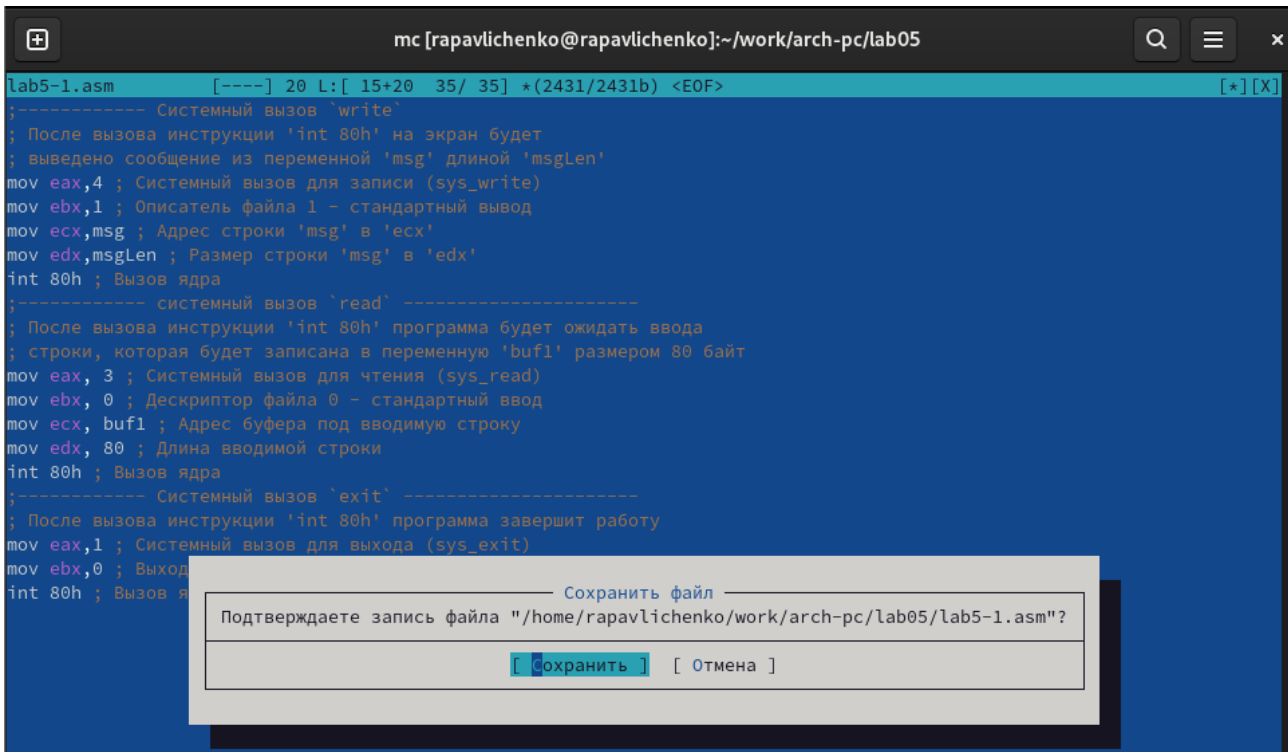 mc [rapavlichenko@rapavlichenko]:~/work/arch-pc/lab05
lab5-1.asm [----] 20 L:[ 15+20 35/ 35] *(2431/2431b) <EOF> [*][X]
;------------ Системный вызов `write`
; После вызова инструкции 'int 80h' на экран будет
; выведено сообщение из переменной 'msg' длиной 'msgLen'
mov eax,4 ; Системный вызов для записи (sys_write)
mov ebx,1 ; Описатель файла 1 - стандартный вывод
mov ecx,msg ; Адрес строки 'msg' в 'ecx'
mov edx,msgLen ; Размер строки 'msg' в 'edx'
int 80h ; Вызов ядра
;------------ системный вызов `read` ----------------------
; После вызова инструкции 'int 80h' программа будет ожидать ввода
; строки, которая будет записана в переменную 'buf1' размером 80 байт
mov eax, 3 ; Системный вызов для чтения (sys_read)
mov ebx, 0 ; Дескриптор файла 0 - стандартный ввод
mov ecx, buf1 ; Адрес буфера под вводимую строку
mov edx, 80 ; Длина вводимой строки
int 80h ; Вызов ядра
;------------ Системный вызов `exit` ----------------------
; После вызова инструкции 'int 80h' программа завершит работу
mov eax,1 ; Системный вызов для выхода (sys_exit)
mov ebx,0 ; Выход
int 80h ; Вызов я
Сохранить файл
Подтверждаете запись файла "/home/rapavlichenko/work/arch-pc/lab05/lab5-1.asm"?
[ Сохранить ] [ Отмена ]